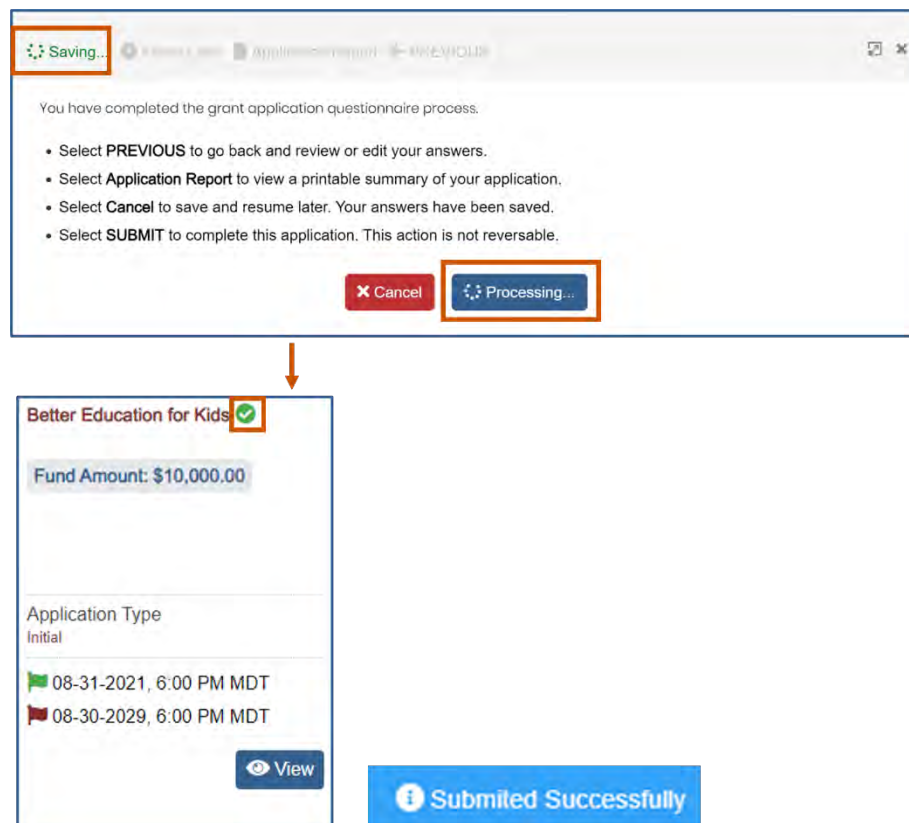 Saving... Application Report PREVIOUS
You have completed the grant application questionnaire process.
• Select PREVIOUS to go back and review or edit your answers.
• Select Application Report to view a printable summary of your application.
• Select Cancel to save and resume later. Your answers have been saved.
• Select SUBMIT to complete this application. This action is not reversable.
Cancel Processing...
Better Education for Kids
Fund Amount: $10,000.00
Application Type
Initial
08-31-2021, 6:00 PM MDT
08-30-2029, 6:00 PM MDT
View
Submited Successfully